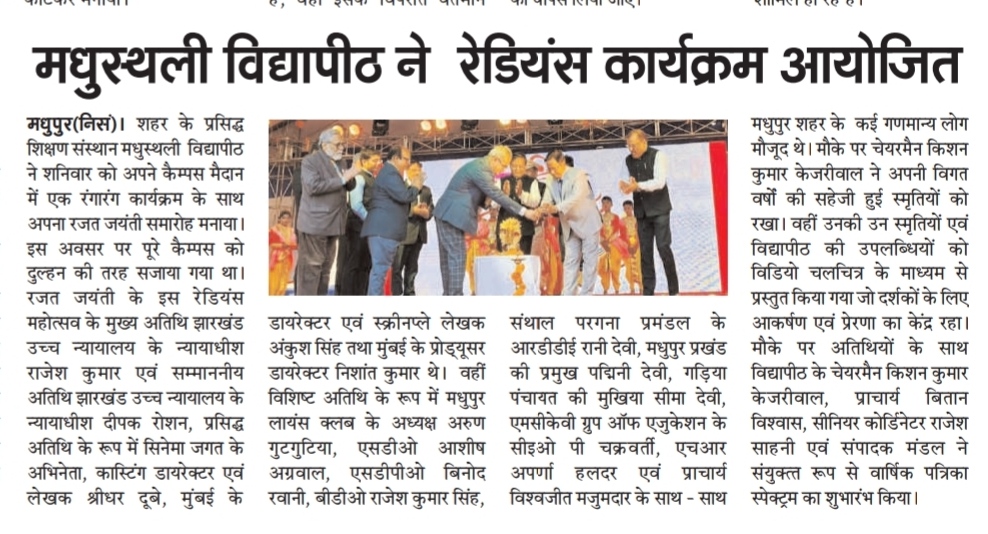 मधुस्थली विद्यापीठ ने रेडियंस कार्यक्रम आयोजित
मधुपुर(निसं)। शहर के प्रसिद्ध
शिक्षण संस्थान मधुस्थली विद्यापीठ
ने शनिवार को अपने कैम्पस मैदान
में एक रंगारंग कार्यक्रम के साथ
अपना रजत जयंती समारोह मनाया।
इस अवसर पर पूरे कैम्पस को
दुल्हन की तरह सजाया गया था।
रजत जयंती के इस रेडियंस
महोत्सव के मुख्य अतिथि झारखंड
उच्च न्यायालय के न्यायाधीश
राजेश कुमार एवं सम्माननीय
अतिथि झारखंड उच्च न्यायालय के
न्यायाधीश दीपक रोशन, प्रसिद्ध
अतिथि के रूप में सिनेमा जगत के
अभिनेता, कास्टिंग डायरेक्टर एवं
लेखक श्रीधर दूबे, मुंबई के
डायरेक्टर एवं स्क्रीनप्ले लेखक
अंकुश सिंह तथा मुंबई के प्रोड्यूसर
डायरेक्टर निशांत कुमार थे। वहीं
विशिष्ट अतिथि के रूप में मधुपुर
लायंस क्लब के अध्यक्ष अरुण
गुटगुटिया, एसडीओ आशीष
अग्रवाल, एसडीपीओ बिनोद
रवानी, बीडीओ राजेश कुमार सिंह,
संथाल परगना प्रमंडल के
आरडीडीई रानी देवी, मधुपुर प्रखंड
की प्रमुख पद्मिनी देवी, गड़िया
पंचायत की मुखिया सीमा देवी,
एमसीकेवी ग्रुप ऑफ एजुकेशन के
सीइओ पी चक्रवर्ती, एचआर
अपर्णा हलदर एवं प्राचार्य
विश्वजीत मजुमदार के साथ - साथ
मधुपुर शहर के कई गणमान्य लोग
मौजूद थे। मौके पर चेयरमैन किशन
कुमार केजरीवाल ने अपनी विगत
वर्षों की सहेजी हुई स्मृतियों को
रखा। वहीं उनकी उन स्मृतियों एवं
विद्यापीठ की उपलब्धियों को
विडियो चलचित्र के माध्यम से
प्रस्तुत किया गया जो दर्शकों के लिए
आकर्षण एवं प्रेरणा का केंद्र रहा।
मौके पर अतिथियों के साथ
विद्यापीठ के चेयरमैन किशन कुमार
केजरीवाल, प्राचार्य बितान
विश्वास, सीनियर कोर्डिनेटर राजेश
साहनी एवं संपादक मंडल ने
संयुक्त रूप से वार्षिक पत्रिका
स्पेक्ट्रम का शुभारंभ किया।